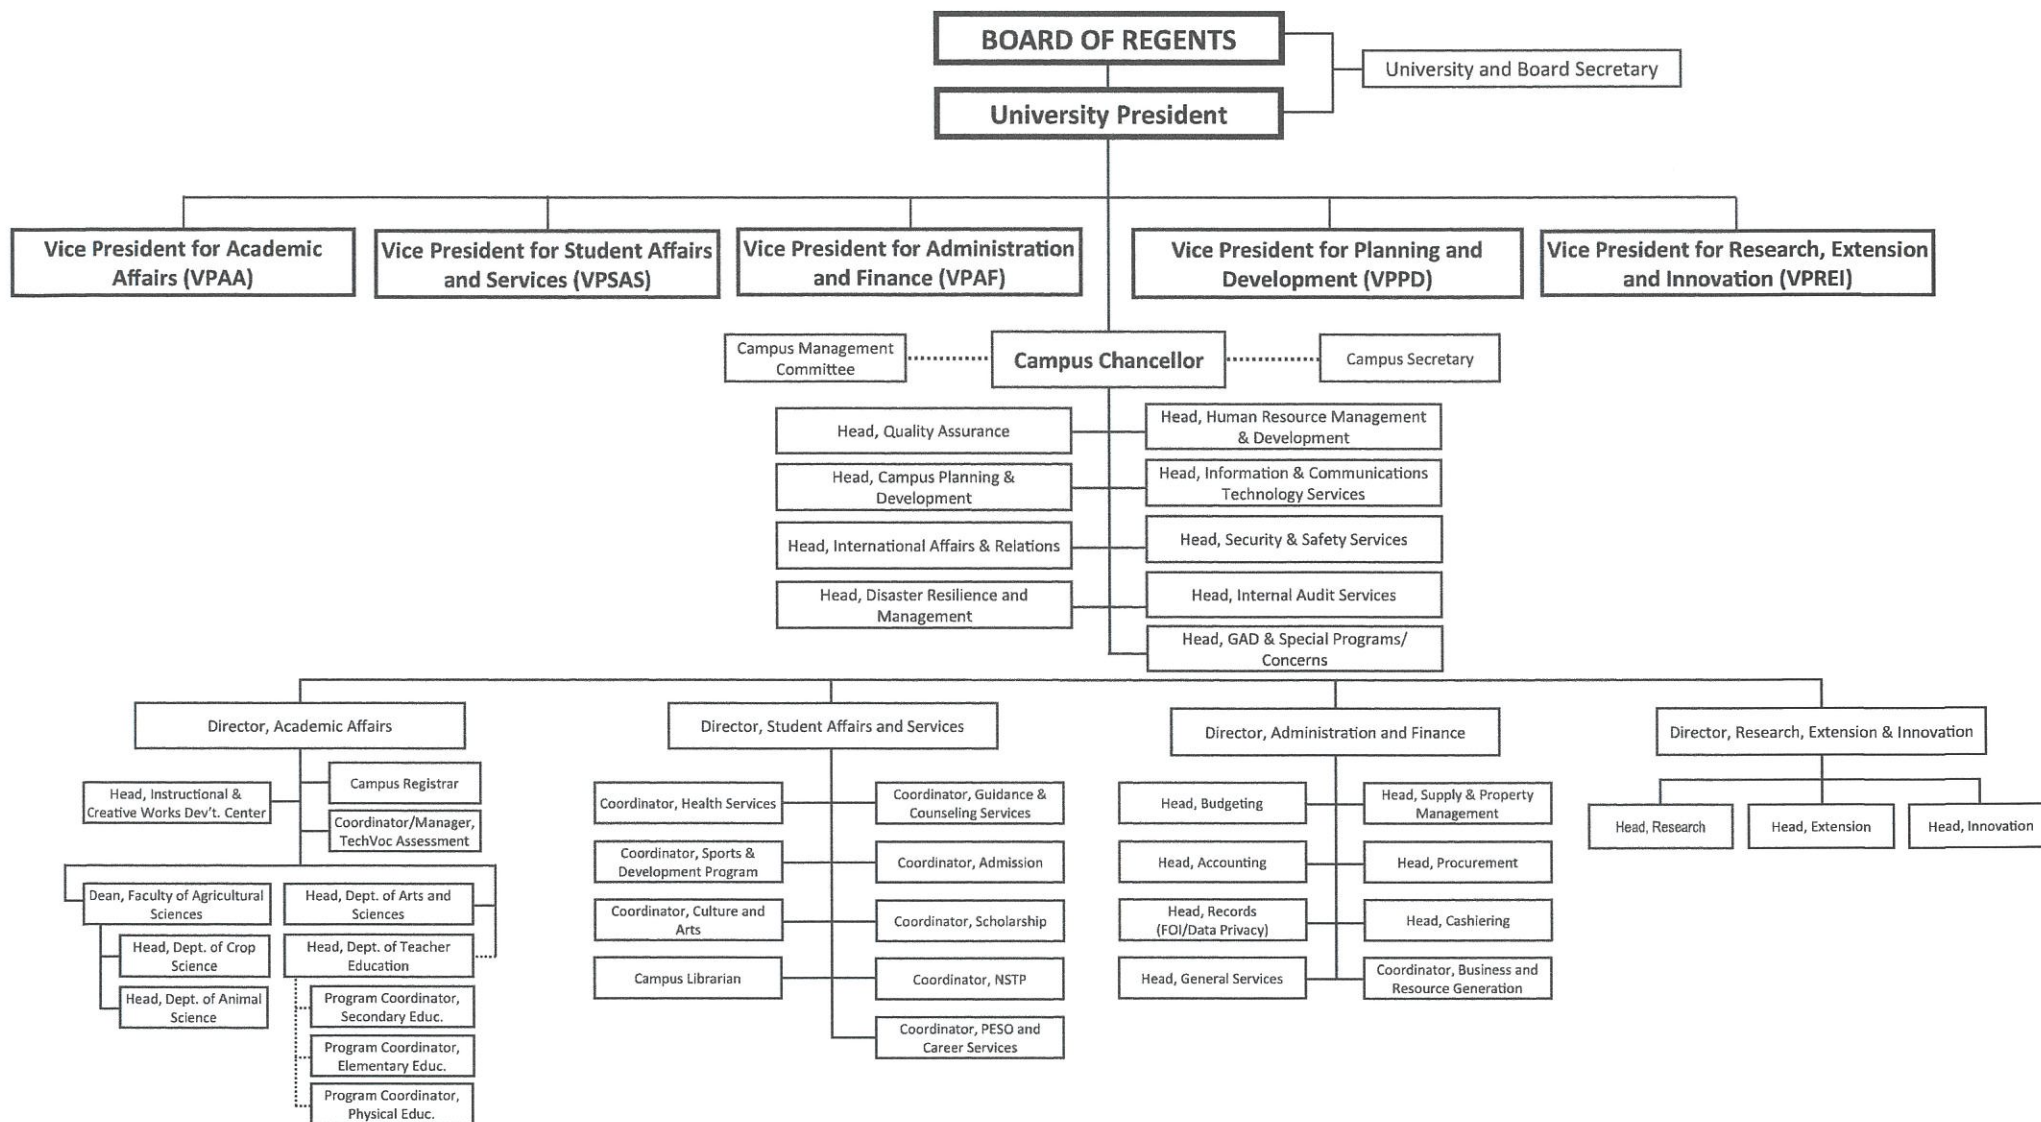 BOARD OF REGENTS
University and Board Secretary
University President
Vice President for Academic
Affairs (VPAA)
Vice President for Student Affairs
and Services (VPSAS)
Vice President for Administration
and Finance (VPAF)
Vice President for Planning and
Development (VPPD)
Vice President for Research, Extension
and Innovation (VPREI)
Campus Management
Committee
Campus Chancellor
Campus Secretary
Head, Quality Assurance
Head, Human Resource Management
& Development
Head, Campus Planning &
Development
Head, Information & Communications
Technology Services
Head, International Affairs & Relations
Head, Security & Safety Services
Head, Disaster Resilience and
Management
Head, Internal Audit Services
Head, GAD & Special Programs/
Concerns
Director, Academic Affairs
Director, Student Affairs and Services
Director, Administration and Finance
Director, Research, Extension & Innovation
Head, Instructional &
Creative Works Dev't. Center
Campus Registrar
Coordinator/Manager,
TechVoc Assessment
Dean, Faculty of Agricultural
Sciences
Head, Dept. of Crop
Science
Head, Dept. of Animal
Science
Head, Dept. of Arts and
Sciences
Head, Dept. of Teacher
Education
Program Coordinator,
Secondary Educ.
Program Coordinator,
Elementary Educ.
Program Coordinator,
Physical Educ.
Coordinator, Health Services
Coordinator, Guidance &
Counseling Services
Coordinator, Sports &
Development Program
Coordinator, Admission
Coordinator, Culture and
Arts
Coordinator, Scholarship
Campus Librarian
Coordinator, NSTP
Coordinator, PESO and
Career Services
Head, Budgeting
Head, Supply & Property
Management
Head, Accounting
Head, Procurement
Head, Records
(FOI/Data Privacy)
Head, Cashiering
Head, General Services
Coordinator, Business and
Resource Generation
Head, Research
Head, Extension
Head, Innovation